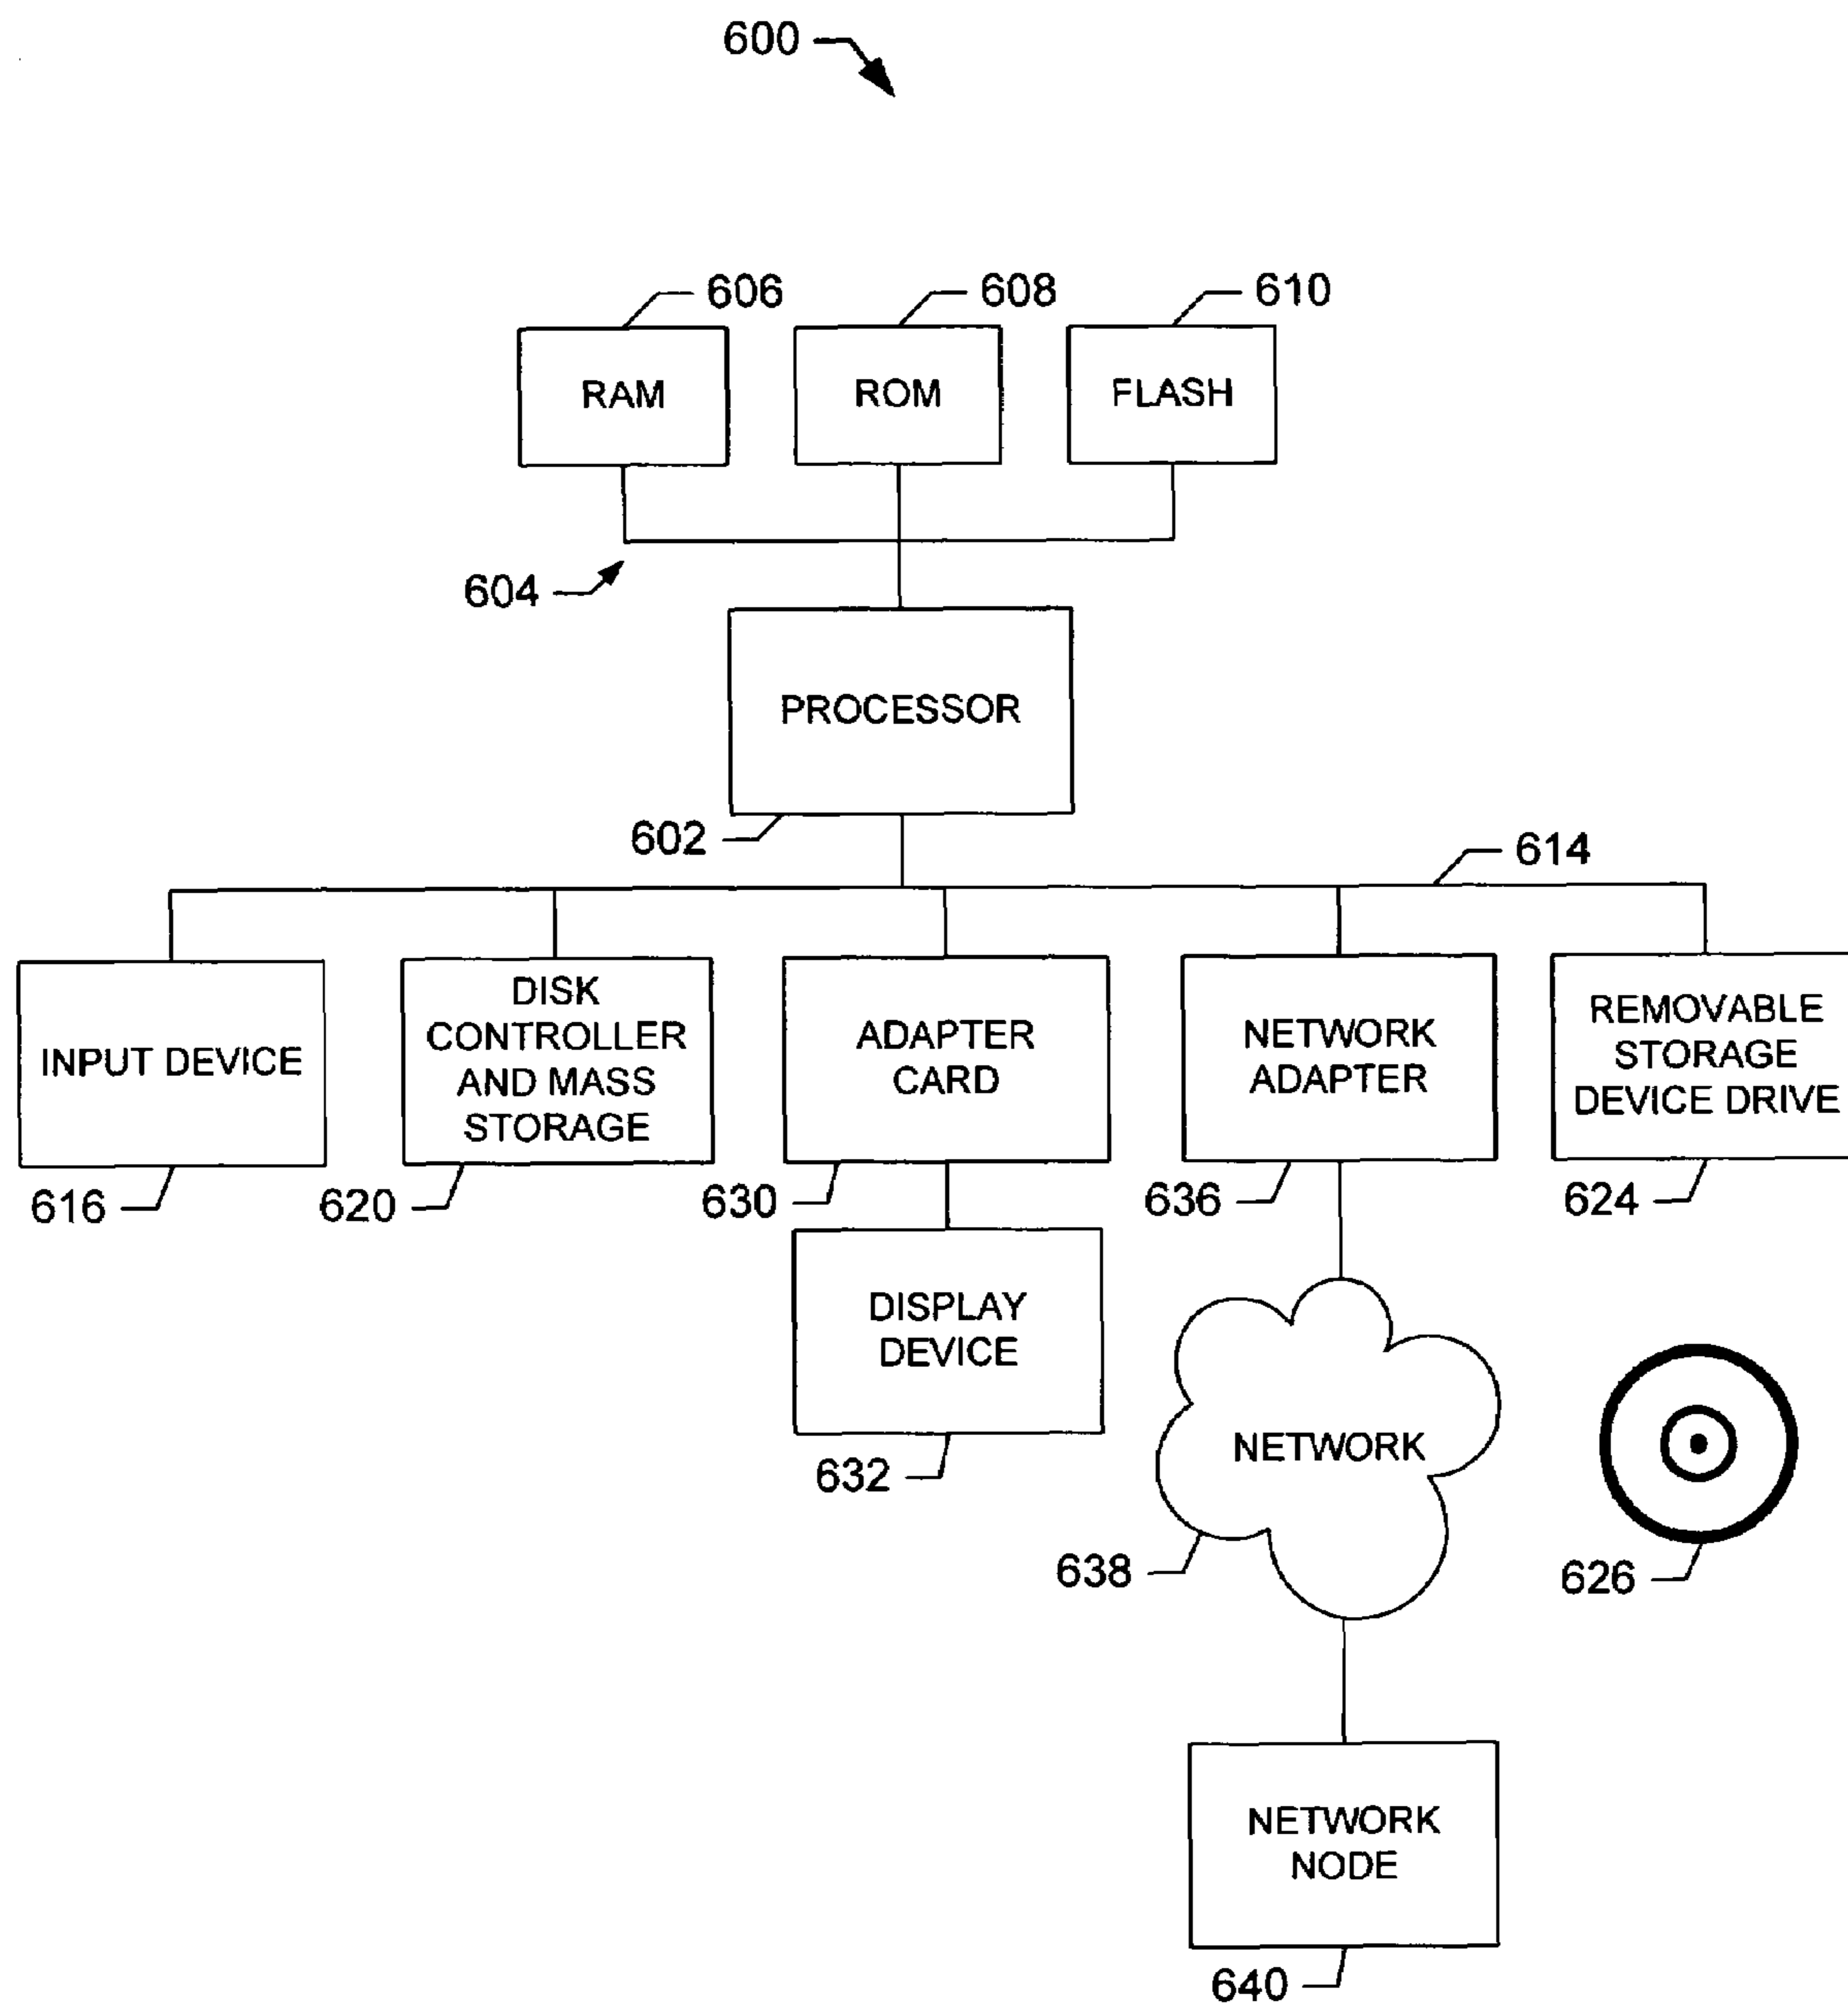 600
606
608
610
RAM
ROM
FLASH
604
PROCESSOR
602
614
INPUT DEVICE
DISK
CONTROLLER
AND MASS
STORAGE
ADAPTER
CARD
NETWORK
ADAPTER
REMOVABLE
STORAGE
DEVICE DRIVE
616
620
630
636
624
DISPLAY
DEVICE
632
NETWORK
638
626
NETWORK
NODE
640